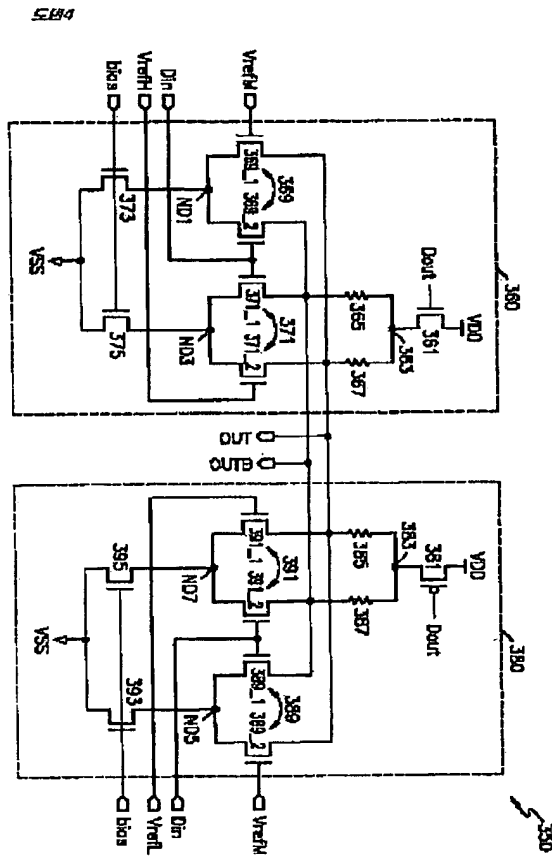 도면4
350
bias
VrefH
Din
VrefM
360
VDD
Dout
361
363
365
367
369_1
369_2
369
371_1
371_2
371
ND1
ND3
373
375
VSS
OUT
OUTB
380
VDD
381
Dout
383
385
387
391_1
391_2
391
389_1
389_2
389
ND7
ND5
395
393
VSS
bias
VrefL
Din
VrefM